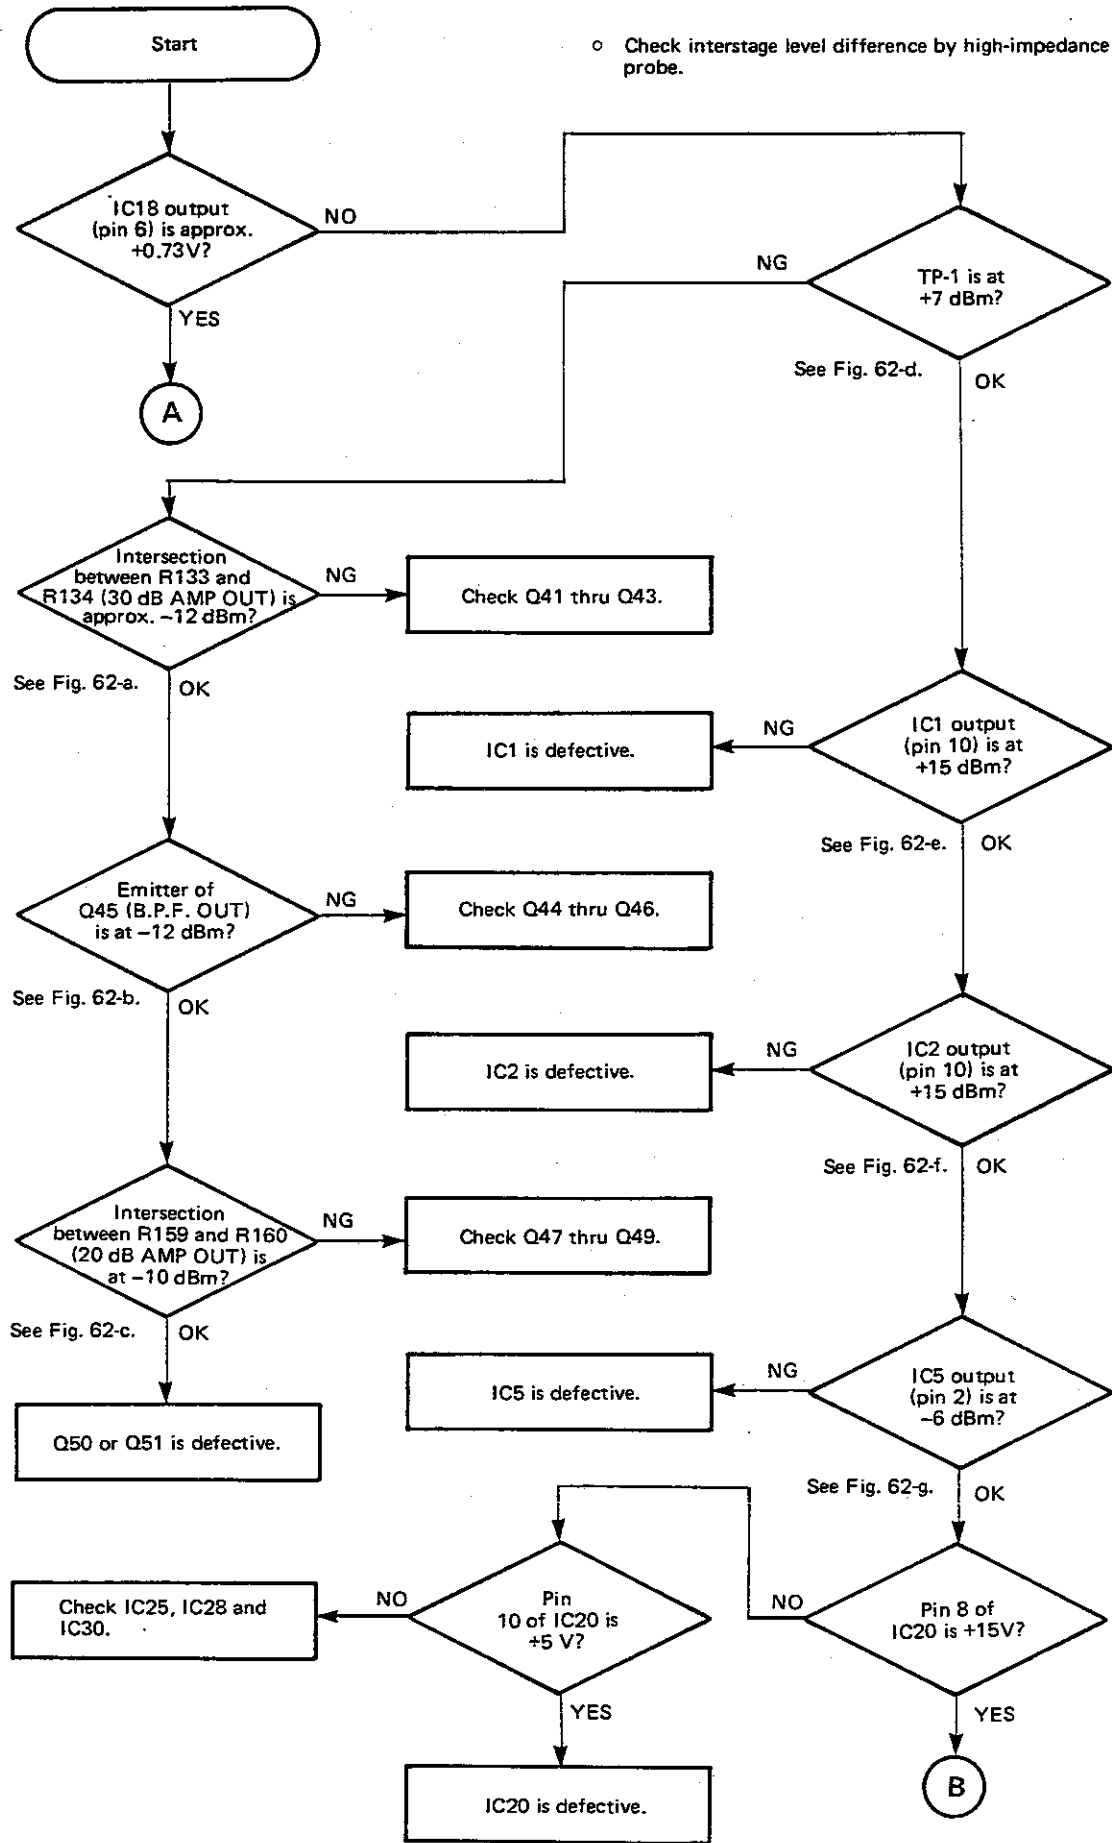 Start
○ Check interstage level difference by high-impedance
probe.
IC18 output
(pin 6) is approx.
+0.73V?
NO
YES
A
TP-1 is at
+7 dBm?
NG
See Fig. 62-d.
OK
Intersection
between R133 and
R134 (30 dB AMP OUT) is
approx. –12 dBm?
NG
Check Q41 thru Q43.
See Fig. 62-a.
OK
IC1 output
(pin 10) is at
+15 dBm?
NG
IC1 is defective.
See Fig. 62-e.
OK
Emitter of
Q45 (B.P.F. OUT)
is at –12 dBm?
NG
Check Q44 thru Q46.
See Fig. 62-b.
OK
IC2 output
(pin 10) is at
+15 dBm?
NG
IC2 is defective.
See Fig. 62-f.
OK
Intersection
between R159 and R160
(20 dB AMP OUT) is
at –10 dBm?
NG
Check Q47 thru Q49.
See Fig. 62-c.
OK
Q50 or Q51 is defective.
IC5 output
(pin 2) is at
–6 dBm?
NG
IC5 is defective.
See Fig. 62-g.
OK
Pin 8 of
IC20 is +15V?
NO
YES
B
Pin
10 of IC20 is
+5 V?
NO
Check IC25, IC28 and
IC30.
YES
IC20 is defective.